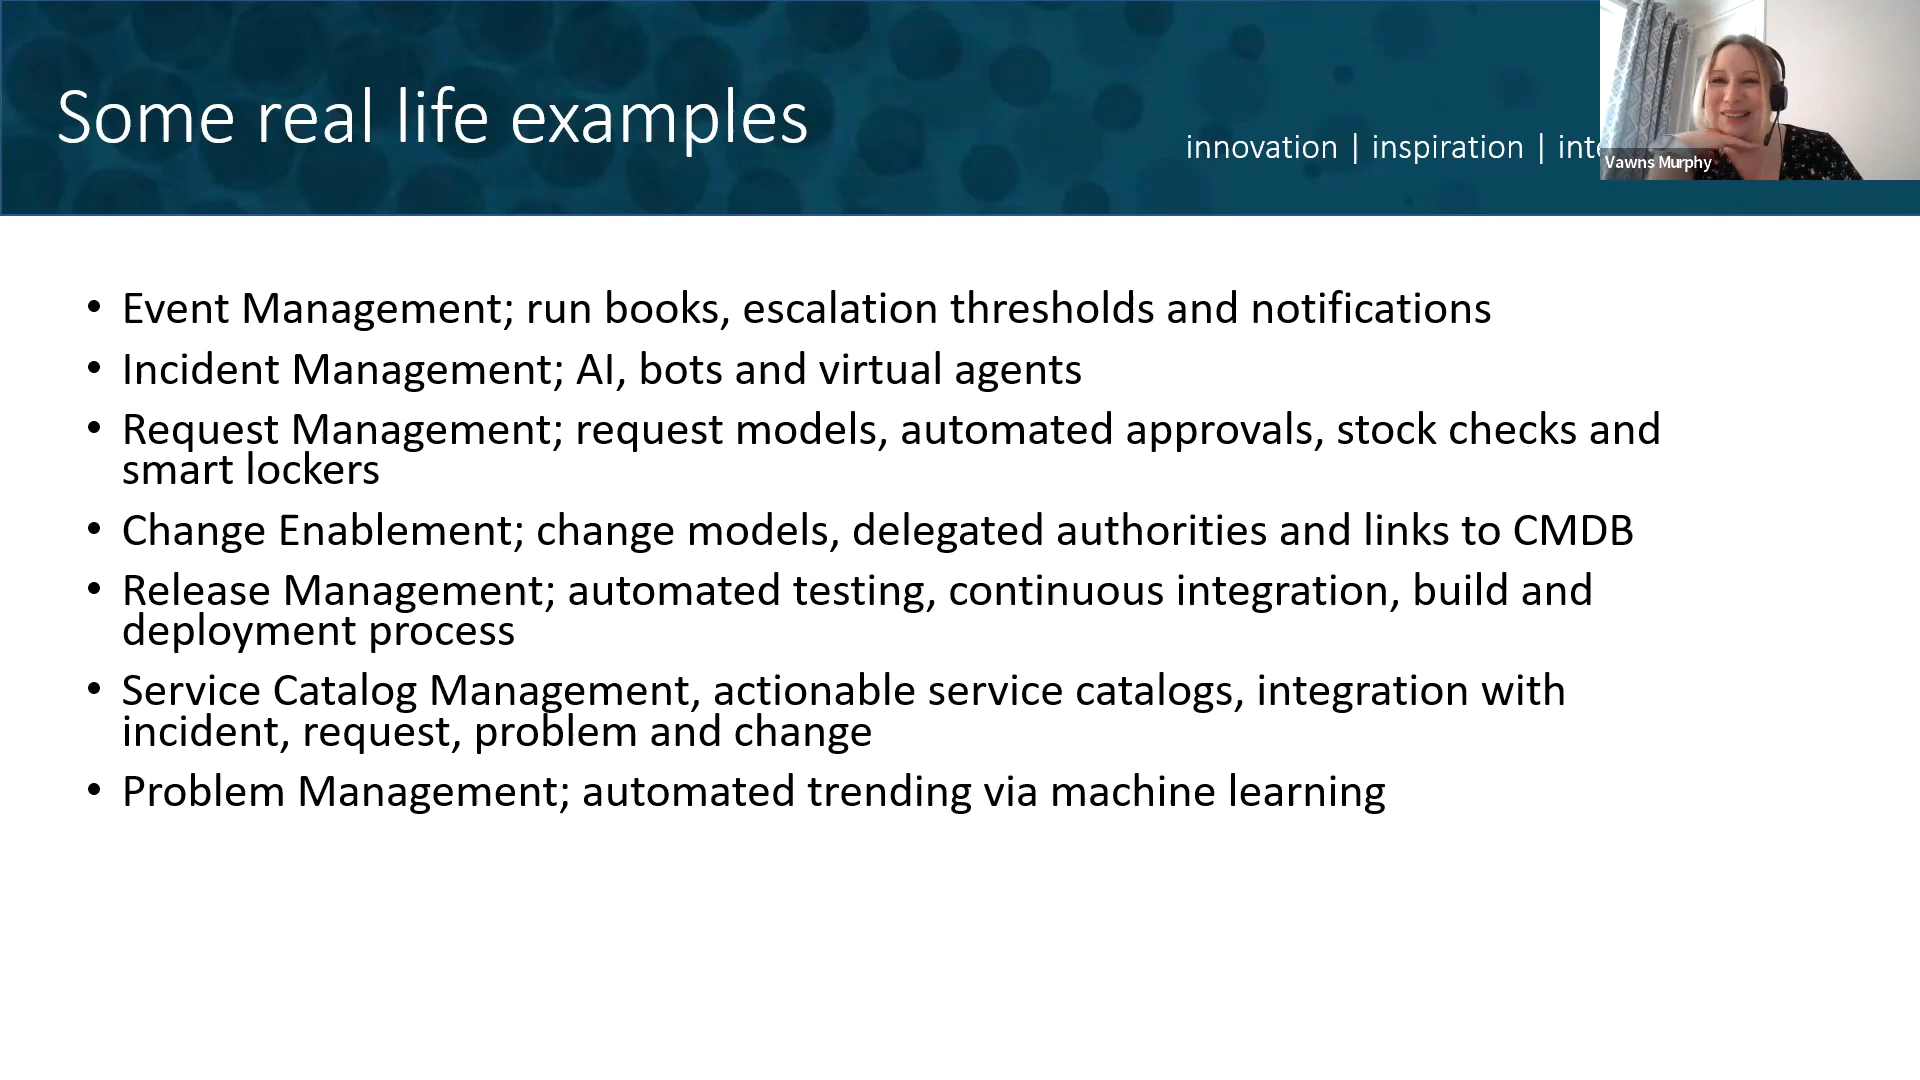 Some real life examples
innovation | inspiration |
Vawns Murphy
• Event Management; run books, escalation thresholds and notifications
• Incident Management; AI, bots and virtual agents
• Request Management; request models, automated approvals, stock checks and
smart lockers
• Change Enablement; change models, delegated authorities and links to CMDB
• Release Management; automated testing, continuous integration, build and
deployment process
• Service Catalog Management, actionable service catalogs, integration with
incident, request, problem and change
• Problem Management; automated trending via machine learning